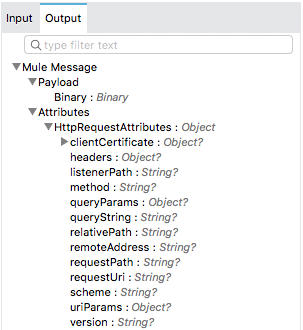 Input Output
type filter text
Mule Message
Payload
Binary : Binary
Attributes
HttpRequestAttributes : Object
clientCertificate : Object?
headers : Object?
listenerPath : String?
method : String?
queryParams : Object?
queryString : String?
relativePath : String?
remoteAddress : String?
requestPath : String?
requestUri : String?
scheme : String?
uriParams : Object?
version : String?